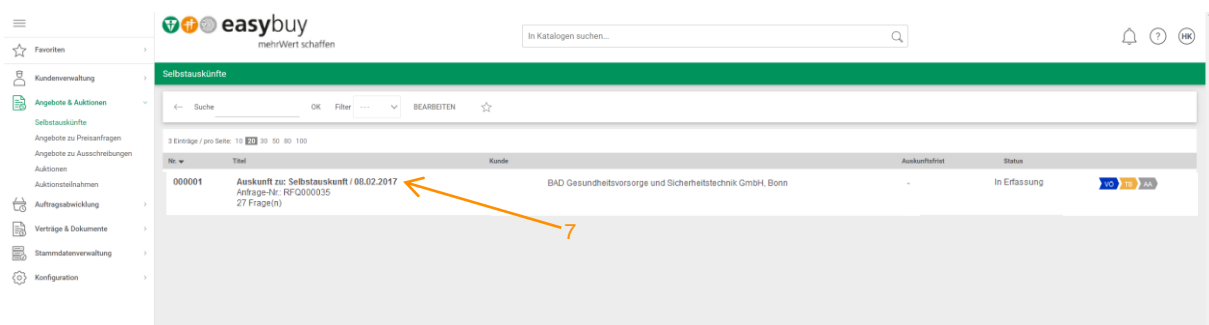 easybuy
mehrWert schaffen
In Katalogen suchen...
?
HK
Favoriten
Kundenverwaltung
Angebote & Auktionen
Selbstauskünfte
Angebote zu Preisanfragen
Angebote zu Ausschreibungen
Auktionen
Auktionsteilnahmen
Auftragsabwicklung
Verträge & Dokumente
Stammdatenverwaltung
Konfiguration
Selbstauskünfte
Suche OK Filter --- BEARBEITEN
3 Einträge / pro Seite: 10 20 30 50 80 100
Nr. Titel Kunde Auskunftsfrist Status
000001 Auskunft zu: Selbstauskunft / 08.02.2017 BAD Gesundheitsvorsorge und Sicherheitstechnik GmbH, Bonn - In Erfassung VO TB AA
Anfrage-Nr.: RFQ000035
27 Frage(n)
7